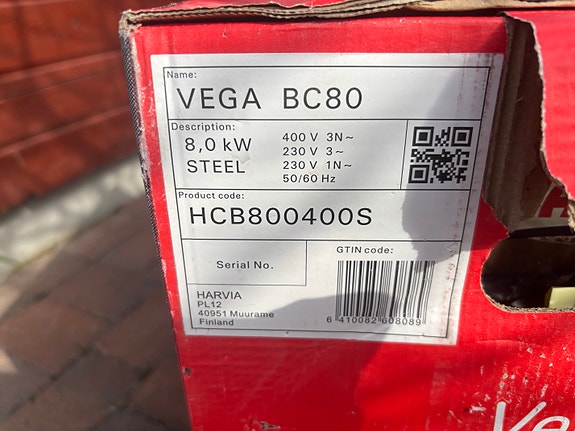 Name:
VEGA BC80
Description:
8,0 kW
STEEL
400 V 3N~
230 V 3~
230 V 1N~
50/60 Hz
Product code:
HCB800400S
Serial No.
GTIN code:
HARVIA
PL12
40951 Muurame
Finland
6 410082 608089
Ve